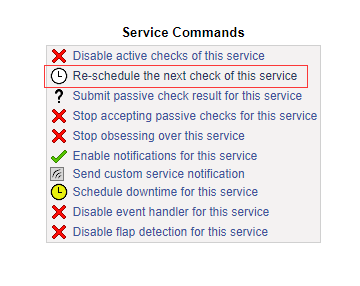 Service Commands
Disable active checks of this service
Re-schedule the next check of this service
Submit passive check result for this service
Stop accepting passive checks for this service
Stop obsessing over this service
Enable notifications for this service
Send custom service notification
Schedule downtime for this service
Disable event handler for this service
Disable flap detection for this service